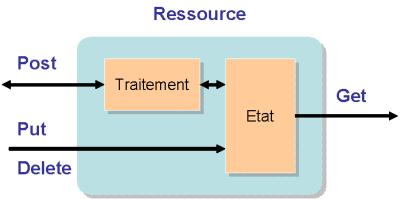 Ressource
Post
Traitement
Etat
Get
Put
Delete